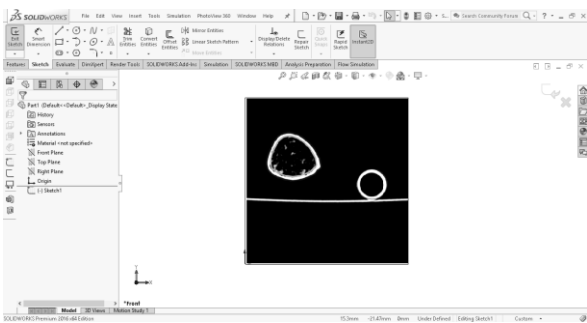 SOLIDWORKS File Edit View Insert Tools Simulation PhotoView 360 Window Help Search Community Forum
Exit Sketch Smart Dimension Trim Entities Convert Entities Offset Entities Mirror Entities Linear Sketch Pattern Move Entities Display/Delete Relations Repair Sketch Quick Snaps Rapid Sketch Instant2D
Features Sketch Evaluate DimXpert Render Tools SOLIDWORKS Add-Ins Simulation SOLIDWORKS MBD Analysis Preparation Flow Simulation
Part1 (Default<<Default>_Display State
History
Sensors
Annotations
Material <not specified>
Front Plane
Top Plane
Right Plane
Origin
(-) Sketch1
*Front
Model 3D Views Motion Study 1
SOLIDWORKS Premium 2016 x64 Edition Under Defined Editing Sketch1 Custom